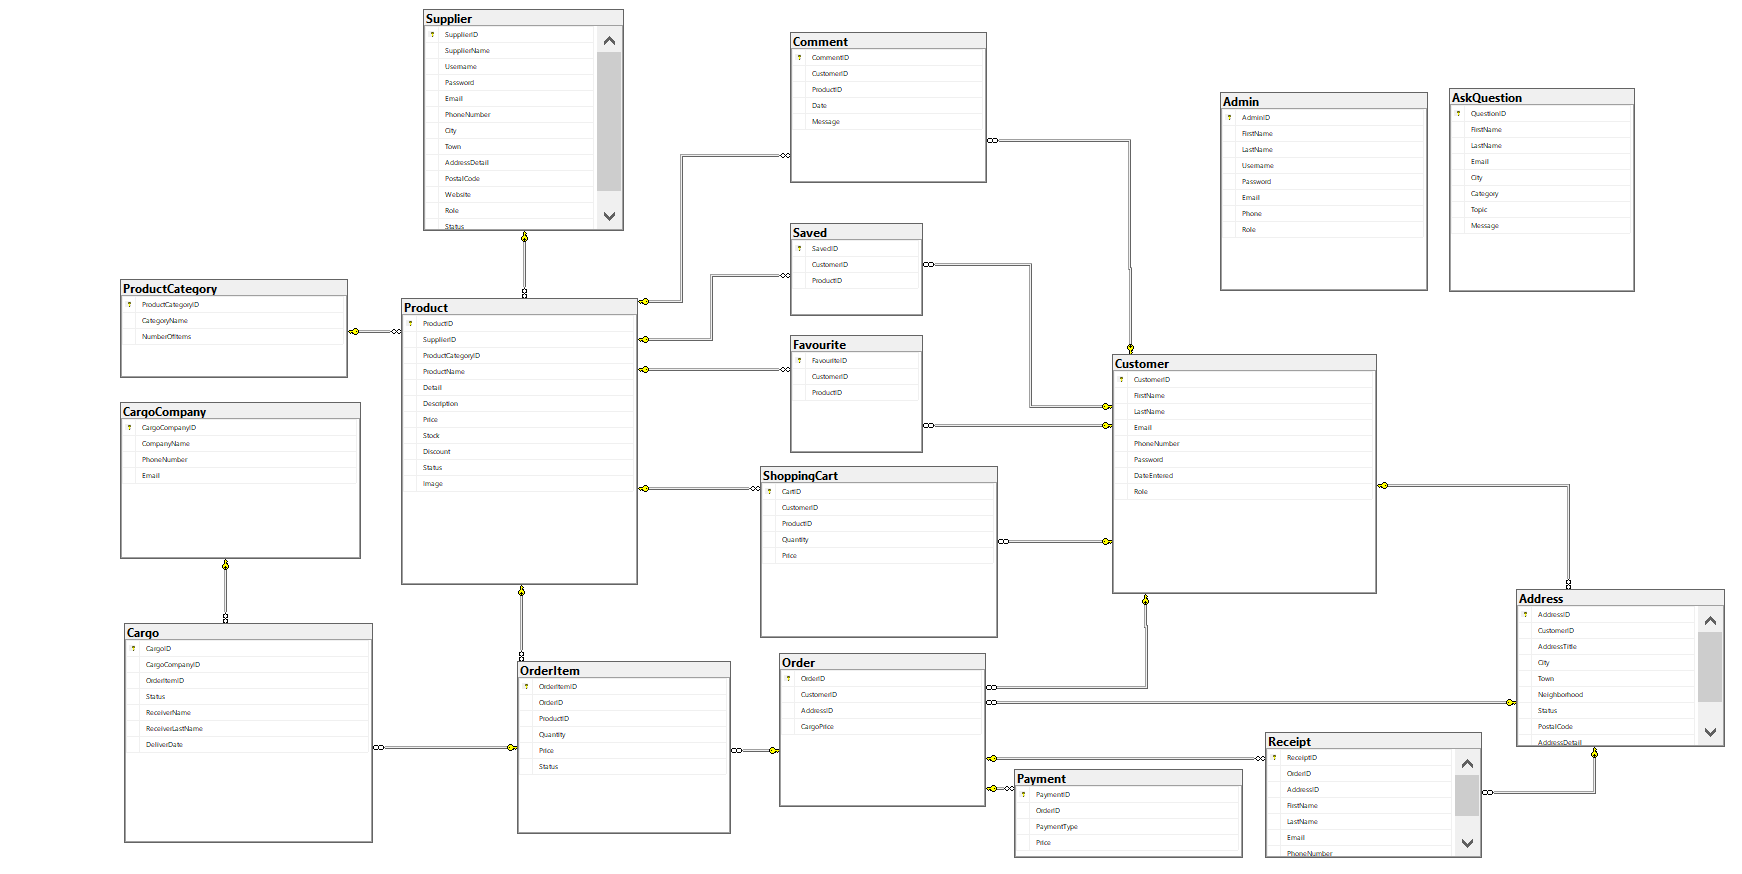 Supplier
SupplierID
SupplierName
Username
Password
Email
PhoneNumber
City
Town
AddressDetail
PostalCode
Website
Role
Status
Comment
CommentID
CustomerID
ProductID
Date
Message
Admin
AdminID
FirstName
LastName
Username
Password
Email
Phone
Role
AskQuestion
QuestionID
FirstName
LastName
Email
City
Category
Topic
Message
Saved
SavedID
CustomerID
ProductID
ProductCategory
ProductCategoryID
CategoryName
NumberOfItems
Product
ProductID
SupplierID
ProductCategoryID
ProductName
Detail
Description
Price
Stock
Discount
Status
Image
Favourite
FavouriteID
CustomerID
ProductID
Customer
CustomerID
FirstName
LastName
Email
PhoneNumber
Password
DateEntered
Role
CargoCompany
CargoCompanyID
CompanyName
PhoneNumber
Email
ShoppingCart
CartID
CustomerID
ProductID
Quantity
Price
Address
AddressID
CustomerID
AddressTitle
City
Town
Neighborhood
Status
PostalCode
AddressDetail
Cargo
CargoID
CargoCompanyID
OrderItemID
Status
ReceiverName
ReceiverLastName
DeliverDate
OrderItem
OrderItemID
OrderID
ProductID
Quantity
Price
Status
Order
OrderID
CustomerID
AddressID
CargoPrice
Payment
PaymentID
OrderID
PaymentType
Price
Receipt
ReceiptID
OrderID
AddressID
FirstName
LastName
Email
PhoneNumber